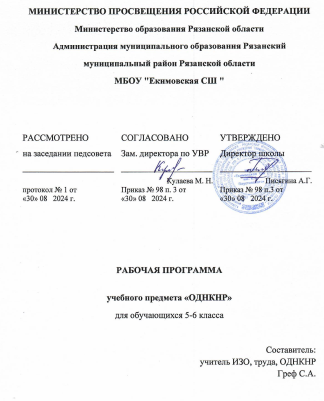 МИНИСТЕРСТВО ПРОСВЕЩЕНИЯ РОССИЙСКОЙ ФЕДЕРАЦИИ
Министерство образования Рязанской области
Администрация муниципального образования Рязанский
муниципальный район Рязанской области
МБОУ "Екимовская СШ "
РАССМОТРЕНО СОГЛАСОВАНО УТВЕРЖДЕНО
на заседании педсовета Зам. директора по УВР Директор школы
Кулаева М. Н. Писягина А.Г.
протокол № 1 от Приказ № 98 п. 3 от Приказ № 98 п.3 от
«30» 08 2024 г. «30» 08 2024 г. «30» 08 2024 г.
РАБОЧАЯ ПРОГРАММА
учебного предмета «ОДНКНР»
для обучающихся 5-6 класса
Составитель:
учитель ИЗО, труда, ОДНКНР
Греф С.А.